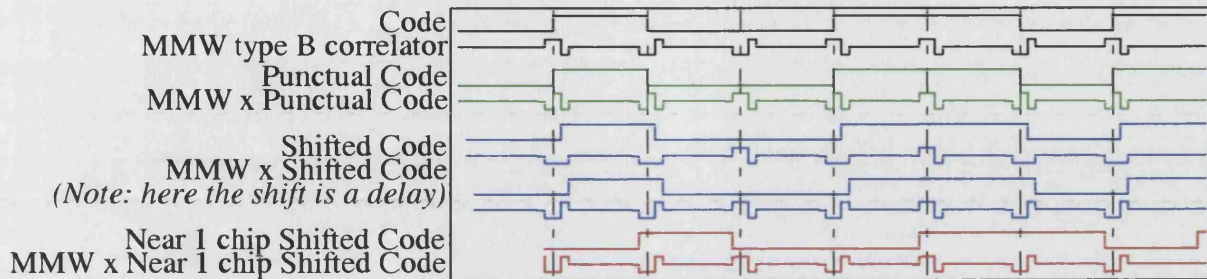 Code
MMW type B correlator
Punctual Code
MMW x Punctual Code
Shifted Code
MMW x Shifted Code
(Note: here the shift is a delay)
Near 1 chip Shifted Code
MMW x Near 1 chip Shifted Code